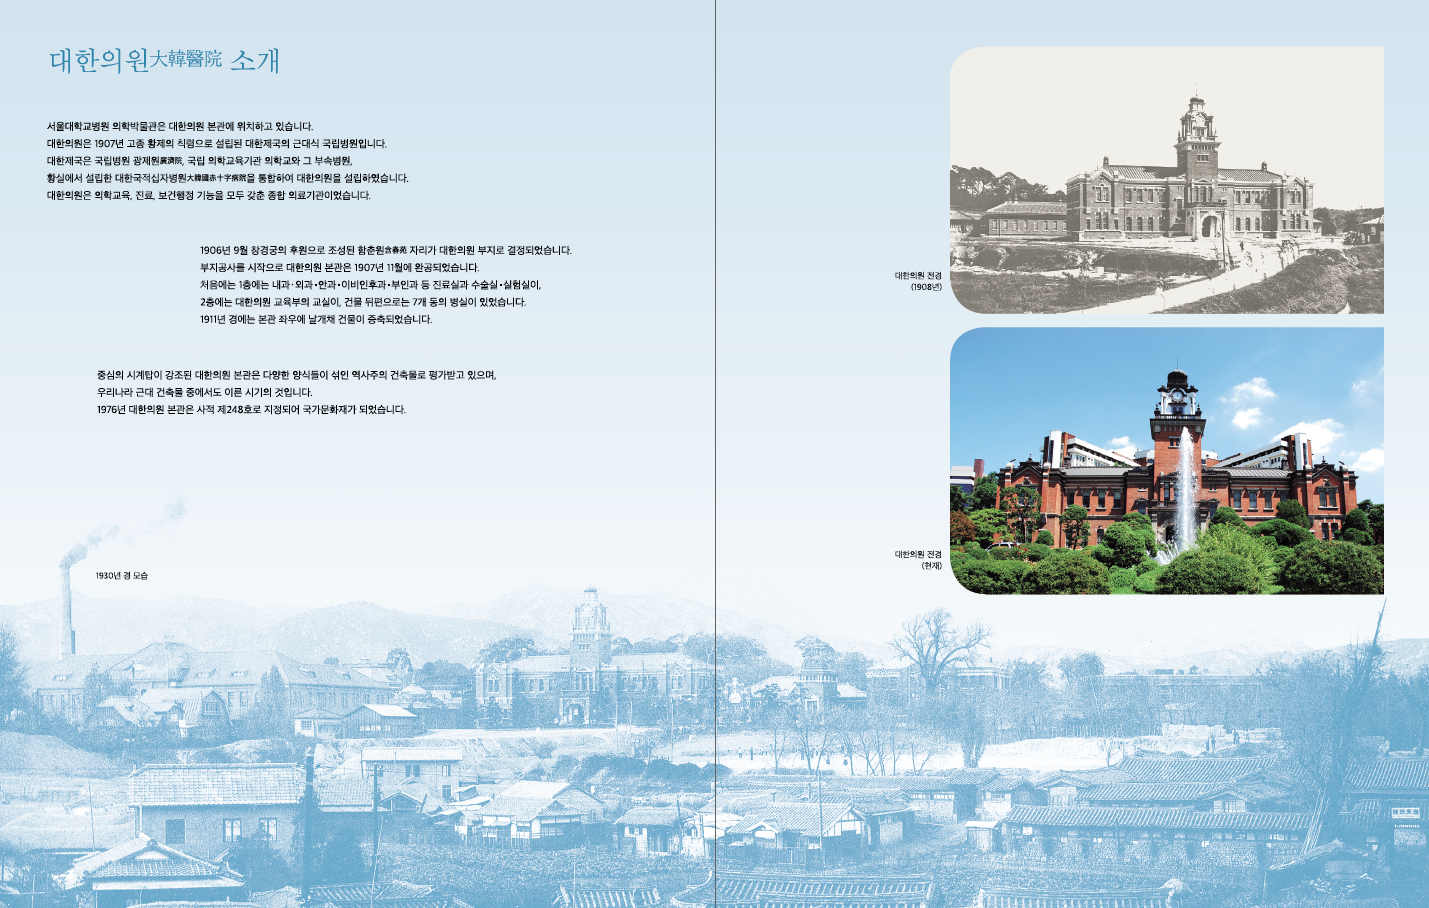 대한의원大韓醫院 소개
서울대학교병원 의학박물관은 대한의원 본관에 위치하고 있습니다.
대한의원은 1907년 고종 황제의 칙령으로 설립된 대한제국의 근대식 국립병원입니다.
대한제국은 국립병원 광제원廣濟院, 국립 의학교육기관 의학교와 그 부속병원,
황실에서 설립한 대한국적십자병원大韓國赤十字病院을 통합하여 대한의원을 설립하였습니다.
대한의원은 의학교육, 진료, 보건행정 기능을 모두 갖춘 종합 의료기관이었습니다.
1906년 9월 창경궁의 후원으로 조성된 함춘원含春苑 자리가 대한의원 부지로 결정되었습니다.
부지공사를 시작으로 대한의원 본관은 1907년 11월에 완공되었습니다.
처음에는 1층에는 내과·외과·안과·이비인후과·부인과 등 진료실과 수술실·실험실이,
2층에는 대한의원 교육부의 교실이, 건물 뒤편으로는 7개 동의 병실이 있었습니다.
1911년 경에는 본관 좌우에 날개채 건물이 증축되었습니다.
중심의 시계탑이 강조된 대한의원 본관은 다양한 양식들이 섞인 역사주의 건축물로 평가받고 있으며,
우리나라 근대 건축물 중에서도 이른 시기의 것입니다.
1976년 대한의원 본관은 사적 제248호로 지정되어 국가문화재가 되었습니다.
1930년 경 모습
대한의원 전경
(1908년)
대한의원 전경
(현재)